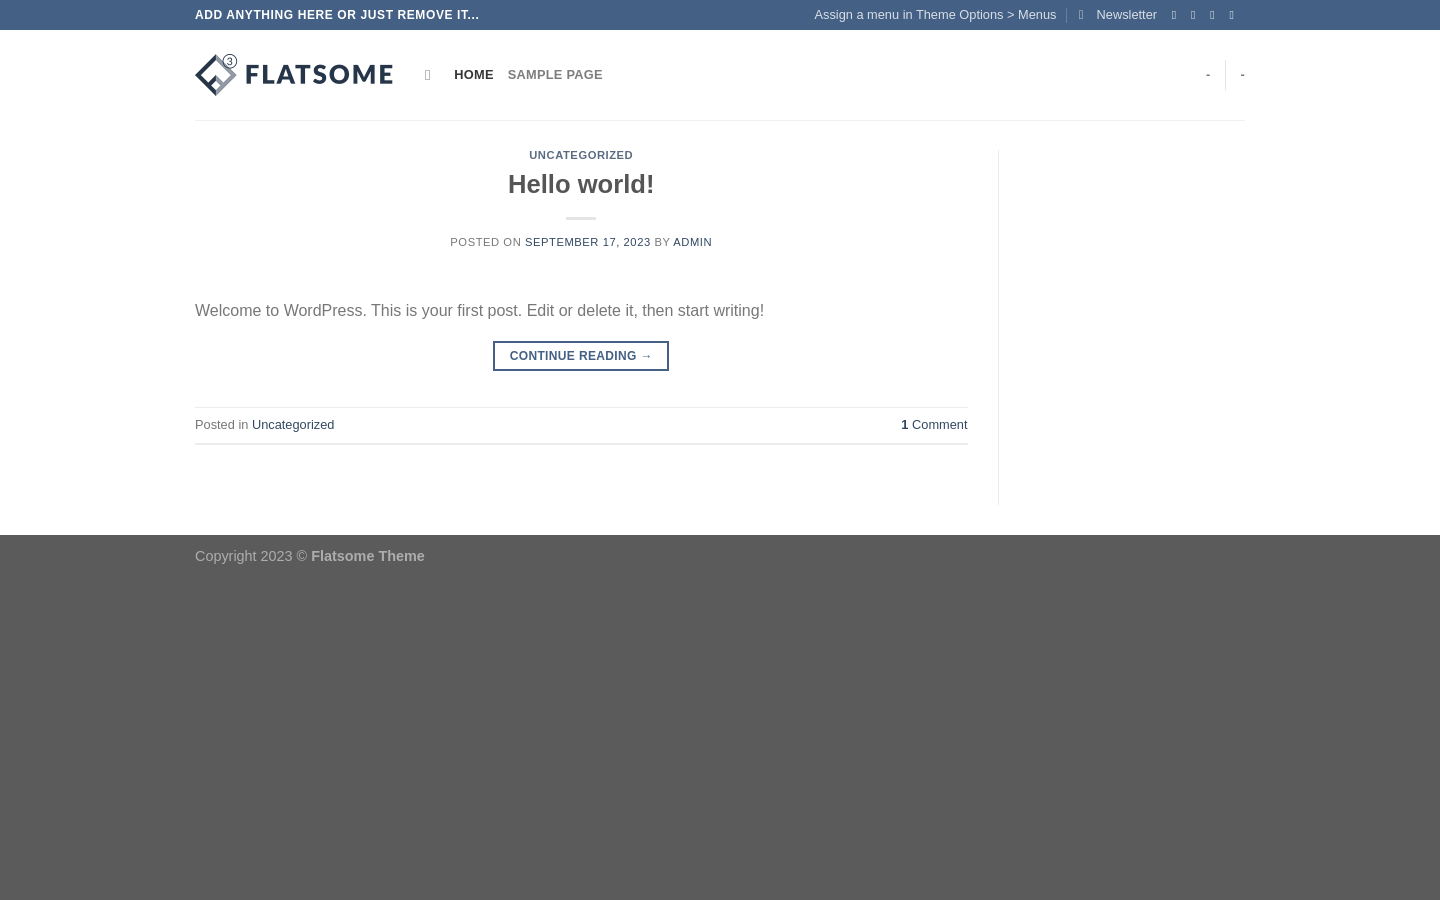 ADD ANYTHING HERE OR JUST REMOVE IT...
Assign a menu in Theme Options > Menus
Newsletter
3
FLATSOME
HOME
SAMPLE PAGE
-
-
UNCATEGORIZED
Hello world!
POSTED ON SEPTEMBER 17, 2023 BY ADMIN
Welcome to WordPress. This is your first post. Edit or delete it, then start writing!
CONTINUE READING →
Posted in Uncategorized
1 Comment
Copyright 2023 © Flatsome Theme